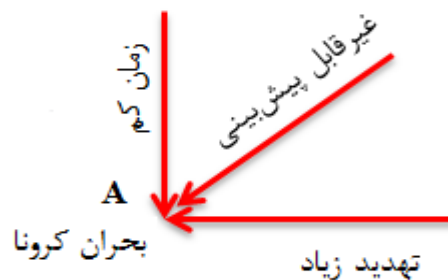 زمان کم
غیرقابل پیش‌بینی
A
بحران کرونا
تهدید زیاد